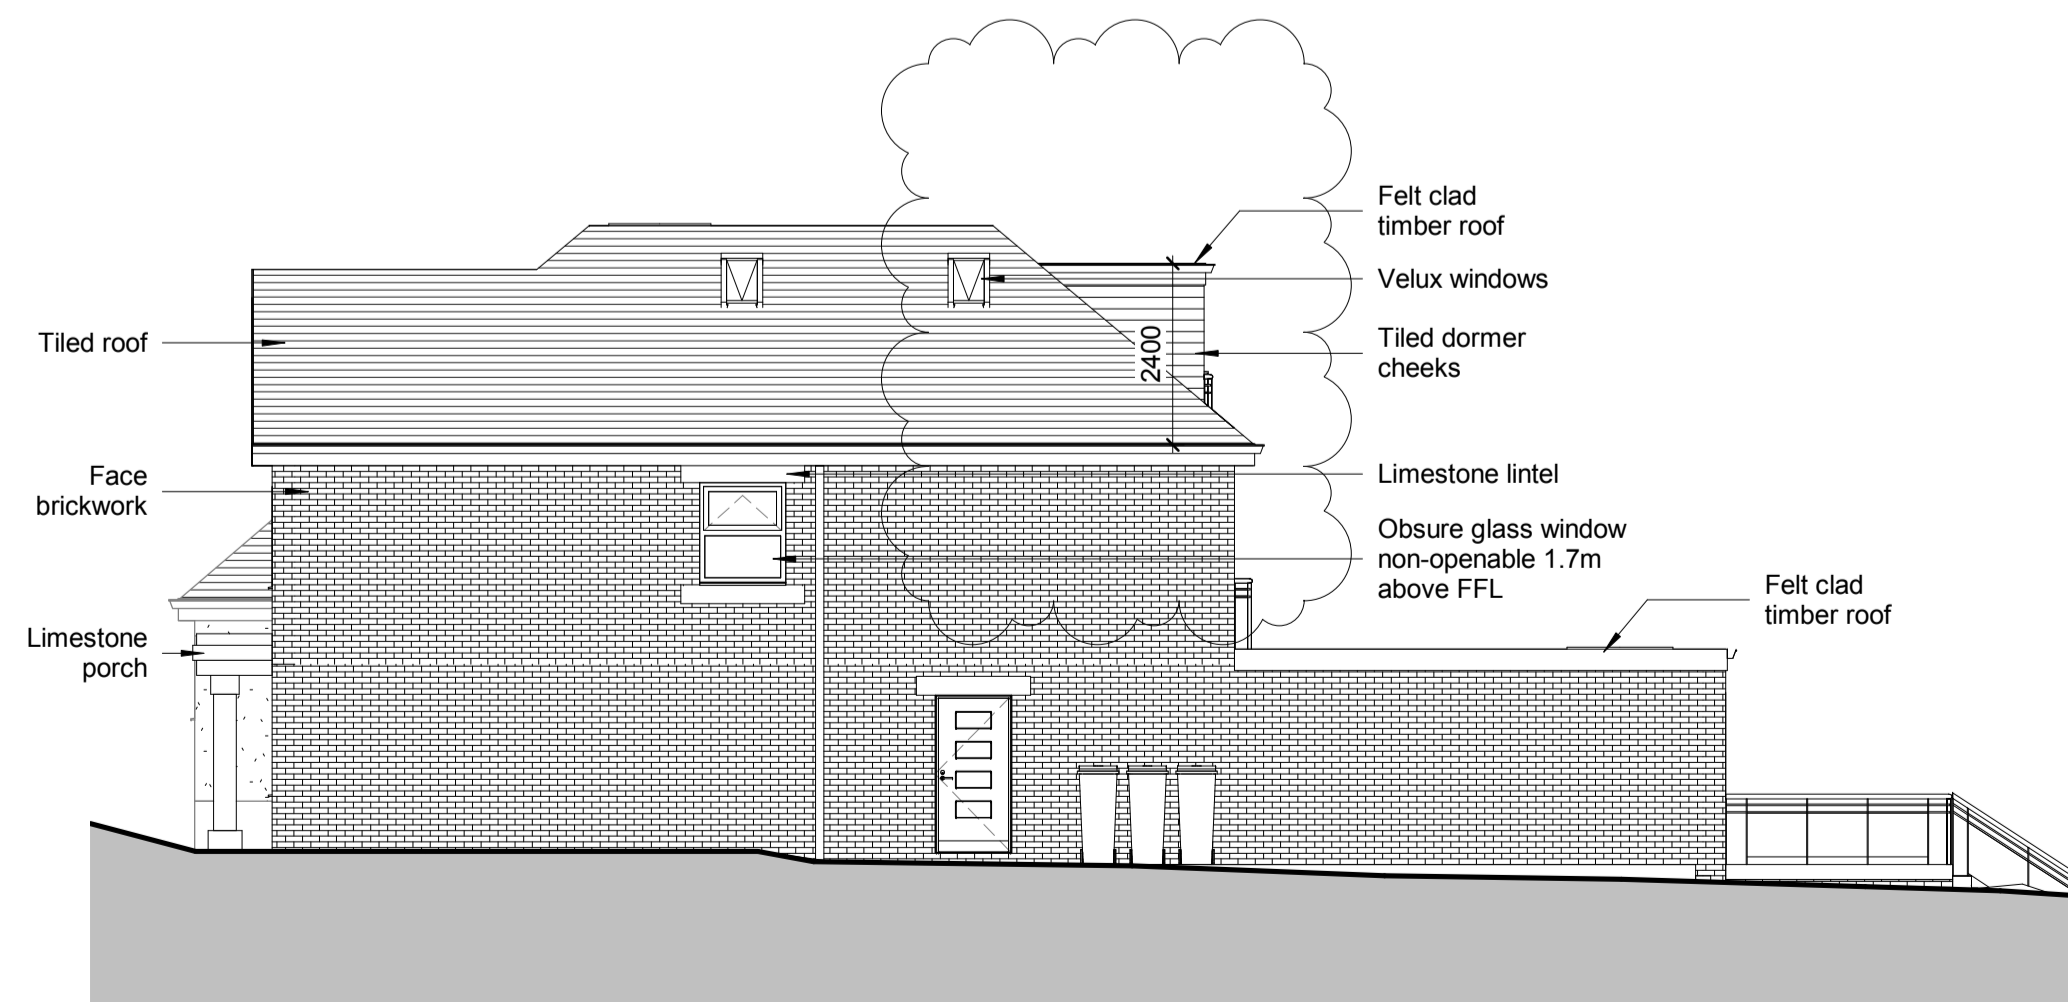 Felt clad
timber roof
Velux windows
Tiled roof
Tiled dormer
cheeks
2400
Face
brickwork
Limestone lintel
Obsure glass window
non-openable 1.7m
above FFL
Felt clad
timber roof
Limestone
porch